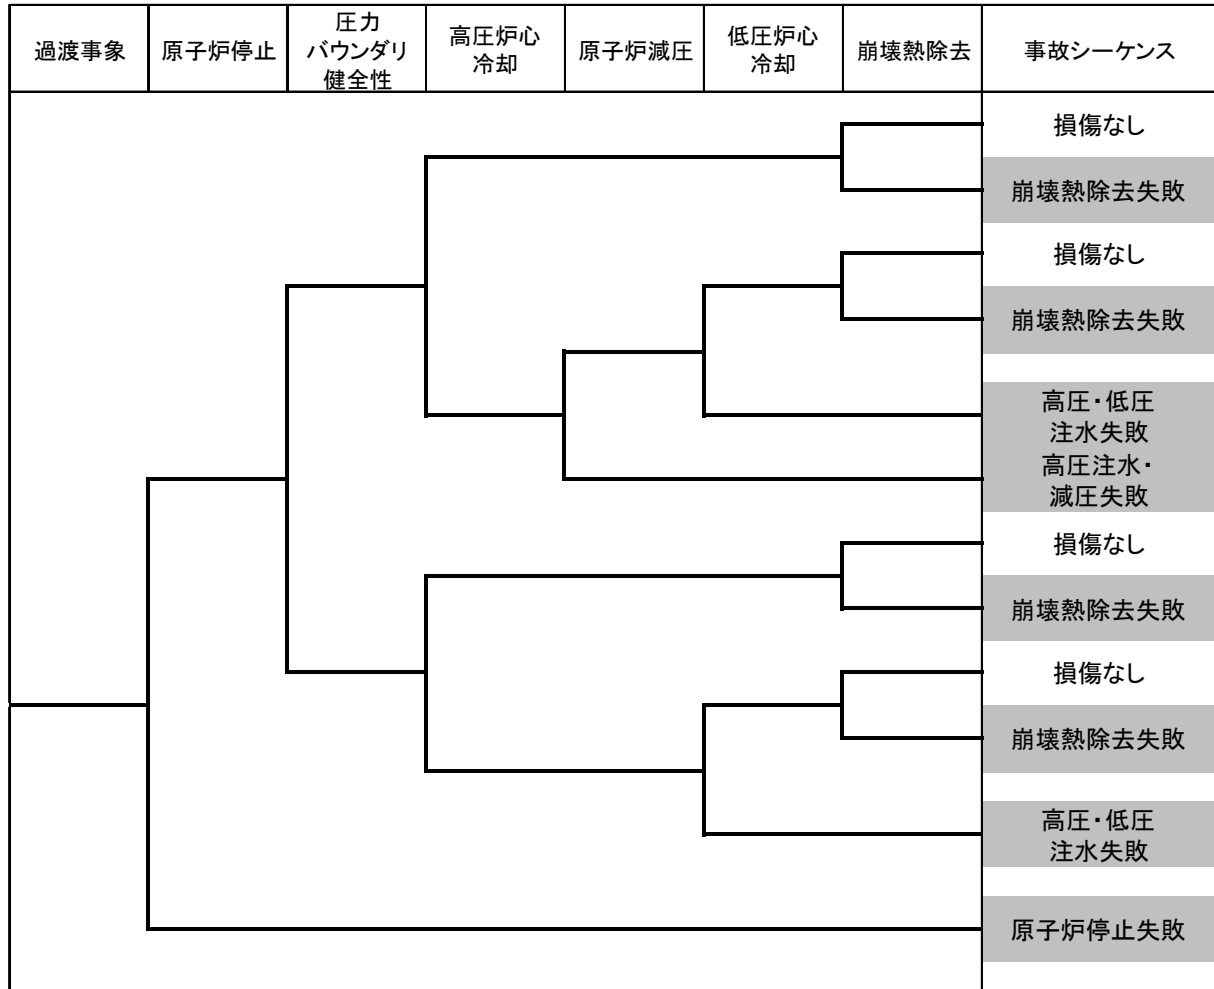 過渡事象
原子炉停止
圧力
バウンダリ
健全性
高圧炉心
冷却
原子炉減圧
低圧炉心
冷却
崩壊熱除去
事故シーケンス
損傷なし
崩壊熱除去失敗
損傷なし
崩壊熱除去失敗
高圧・低圧
注水失敗
高圧注水・
減圧失敗
損傷なし
崩壊熱除去失敗
損傷なし
崩壊熱除去失敗
高圧・低圧
注水失敗
原子炉停止失敗